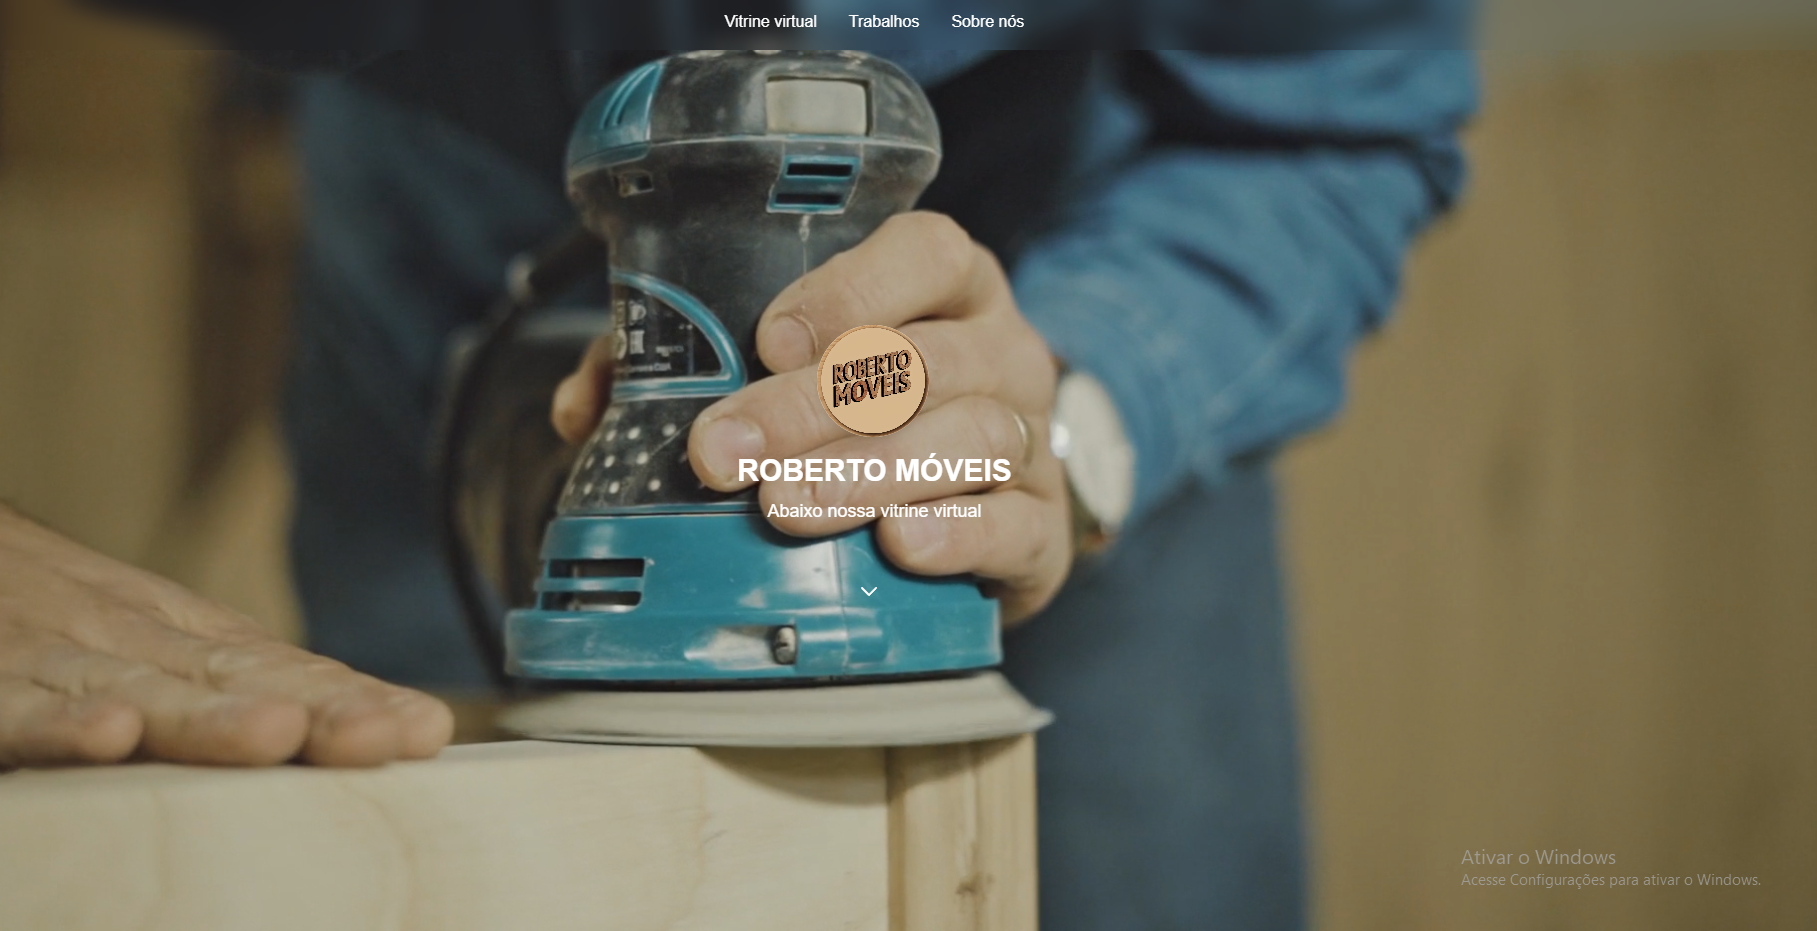 Vitrine virtual Trabalhos Sobre nós
ROBERTO
MOVEIS
ROBERTO MÓVEIS
Abaixo nossa vitrine virtual
Ativar o Windows
Acesse Configurações para ativar o Windows.